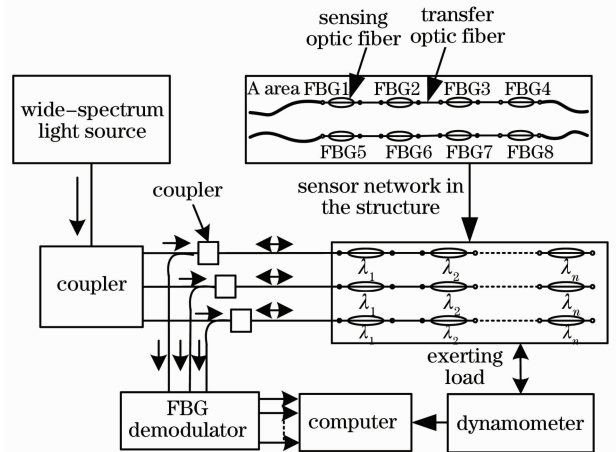 sensing
optic fiber
transfer
optic fiber
A area FBG1 FBG2 FBG3 FBG4
FBG5 FBG6 FBG7 FBG8
wide-spectrum
light source
coupler
sensor network in
the structure
coupler
λ1 λ2 λn
λ1 λ2 λn
λ1 λ2 λn
exerting
load
FBG
demodulator
computer
dynamometer